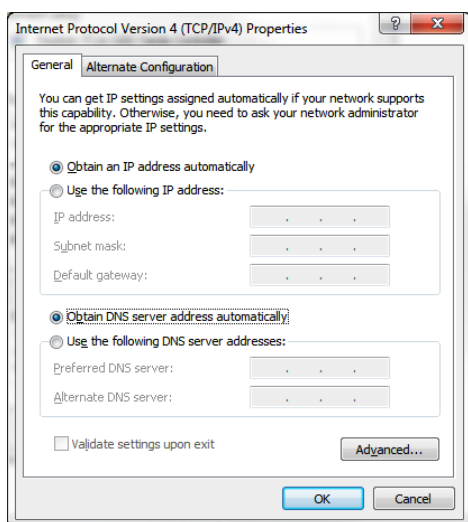 Internet Protocol Version 4 (TCP/IPv4) Properties
General
Alternate Configuration
You can get IP settings assigned automatically if your network supports
this capability. Otherwise, you need to ask your network administrator
for the appropriate IP settings.
Obtain an IP address automatically
Use the following IP address:
IP address:
Subnet mask:
Default gateway:
Obtain DNS server address automatically
Use the following DNS server addresses:
Preferred DNS server:
Alternate DNS server:
Validate settings upon exit
Advanced...
OK
Cancel